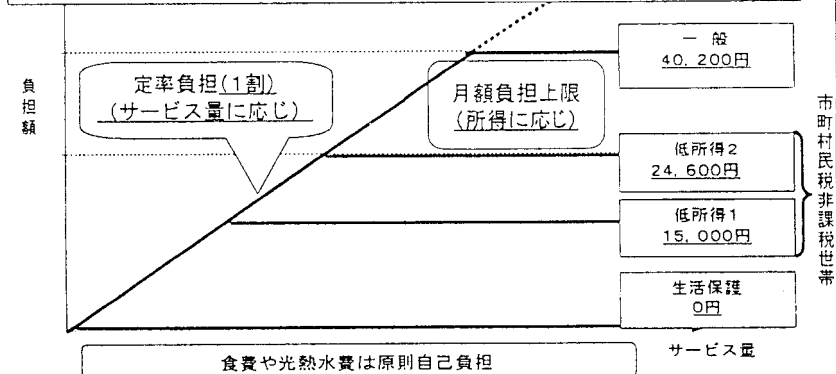 一般
40,200円
負担額
定率負担(1割)
(サービス量に応じ)
月額負担上限
(所得に応じ)
低所得2
24,600円
低所得1
15,000円
市町村民税非課税世帯
生活保護
0円
サービス量
食費や光熱水費は原則自己負担